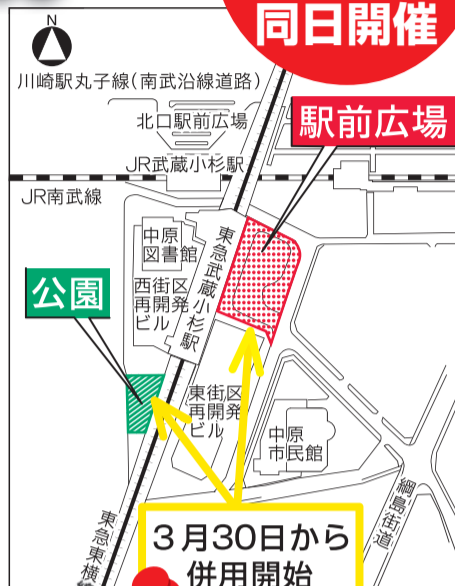 同日開催
N
川崎駅丸子線(南武沿線道路)
北口駅前広場
駅前広場
JR武蔵小杉駅
JR南武線
中原
図書館
東急武蔵小杉駅
公園
西街区
再開発
ビル
東街区
再開発
ビル
中原
市民館
綱島街道
東急東横
3月30日から
併用開始